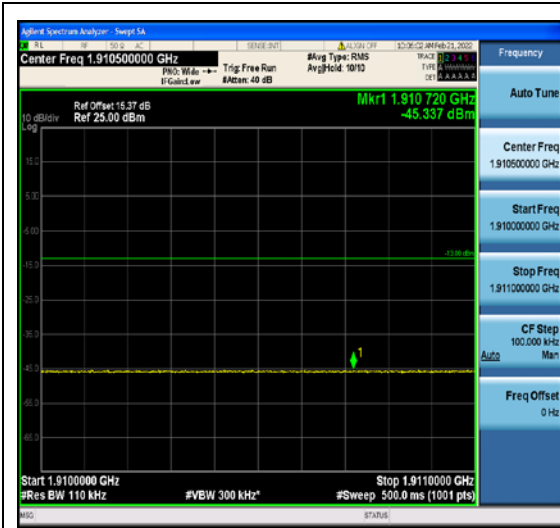 Agilent Spectrum Analyzer - Swept SA
RL RF 50 Ω AC SENSE:INT ALIGN OFF 10:06:02 AM Feb 21, 2022
Center Freq 1.910500000 GHz
PNO: Wide
IFGain:Low
Trig: Free Run
#Atten: 40 dB
#Avg Type: RMS
Avg|Hold: 10/10
TRACE 1 2 3 4 5 6
TYPE
DET A A A A A A
Frequency
Mkr1 1.910 720 GHz
-45.337 dBm
Ref Offset 15.37 dB
Ref 25.00 dBm
10 dB/div
Log
15.0
5.00
-5.00
-13.00 dBm
-15.0
-25.0
-35.0
1
-45.0
-55.0
-65.0
Start 1.9100000 GHz
Stop 1.9110000 GHz
#Res BW 110 kHz
#VBW 300 kHz*
#Sweep 500.0 ms (1001 pts)
MSG
STATUS
Auto Tune
Center Freq
1.910500000 GHz
Start Freq
1.910000000 GHz
Stop Freq
1.911000000 GHz
CF Step
100.000 kHz
Auto Man
Freq Offset
0 Hz